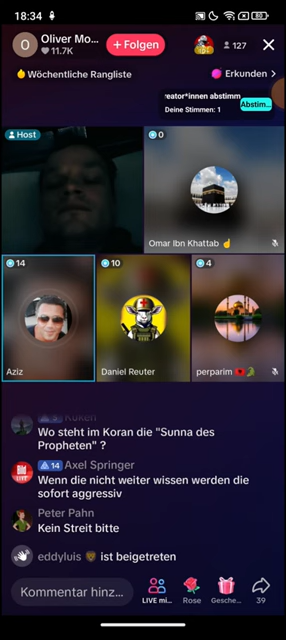 18:34
80
O
Oliver Mo...
11.7K
+ Folgen
127
Wöchentliche Rangliste
Erkunden >
reator*innen abstimm
Deine Stimmen: 1
Abstim...
Host
0
Omar Ibn Khattab ☝️
14
Aziz
10
Daniel Reuter
4
perparim
Wo steht im Koran die "Sunna des
Propheten" ?
Bild
LIVE
14 Axel Springer
Wenn die nicht weiter wissen werden die
sofort aggressiv
Peter Pahn
Kein Streit bitte
eddyluis 🦁 ist beigetreten
Kommentar hinz...
LIVE mi...
Rose
Gesche...
39